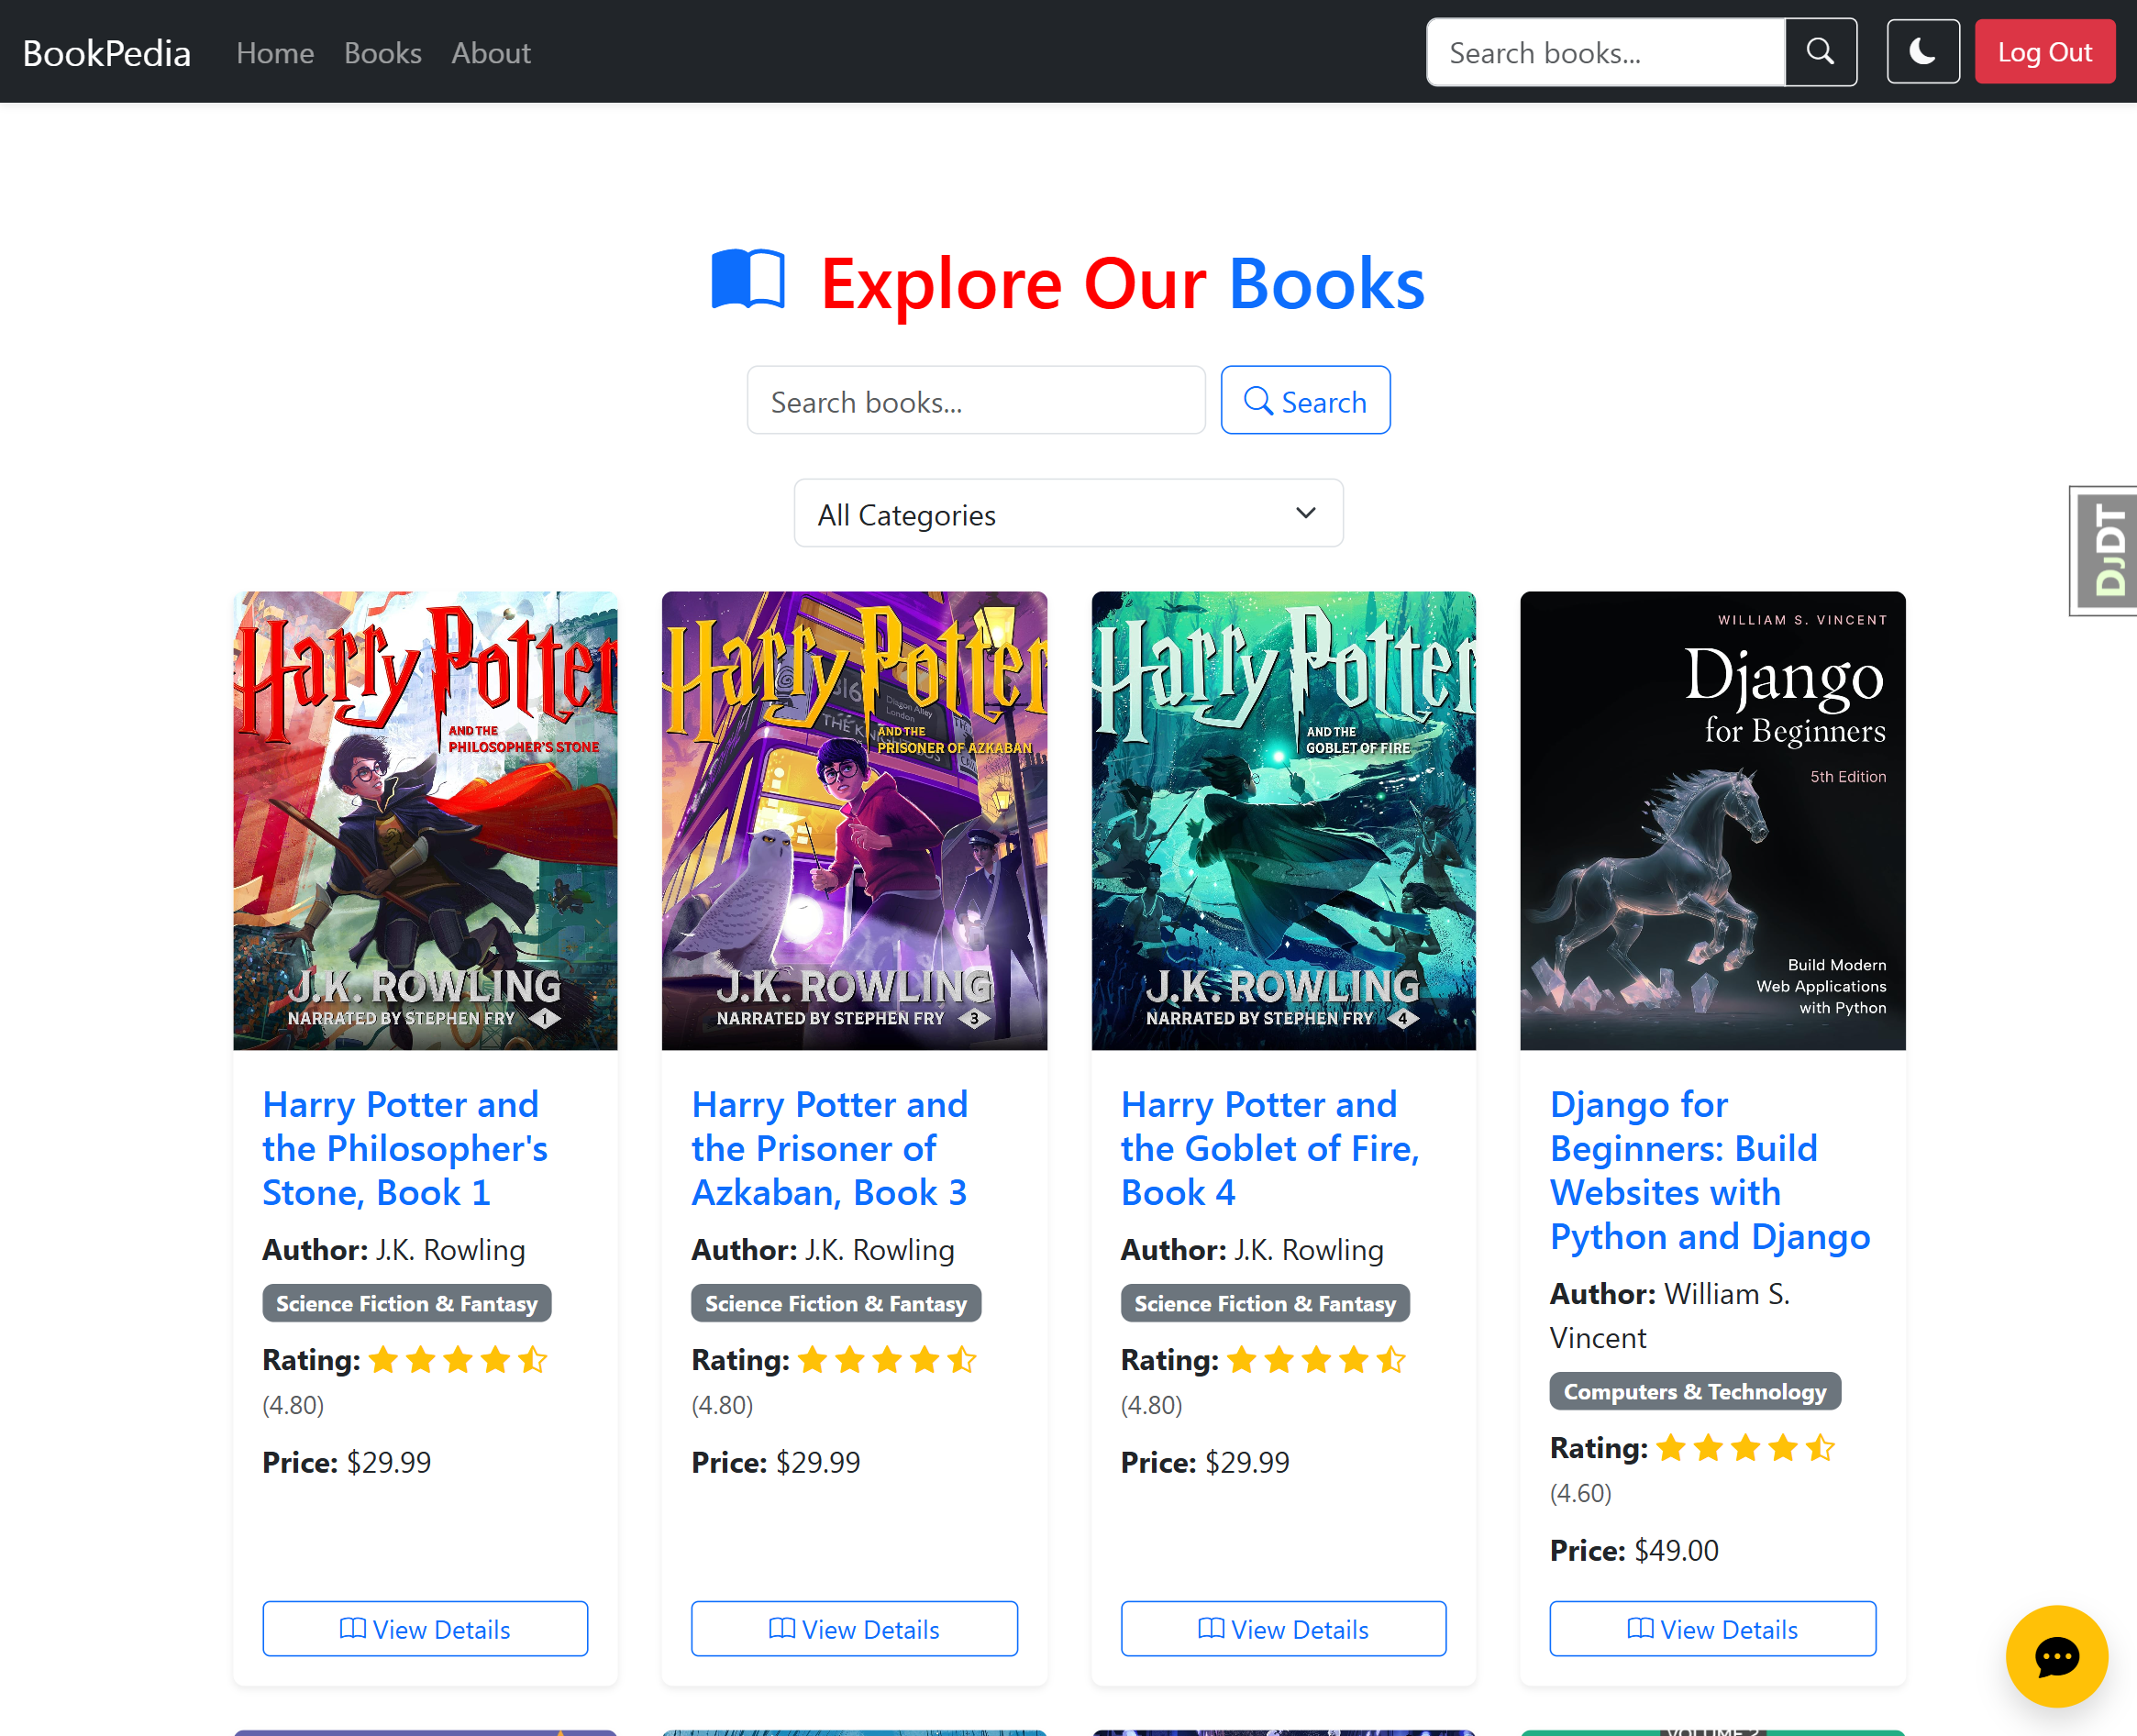 BookPedia Home Books About Search books... Log Out
Explore Our Books
Search books... Search
All Categories
DJDT
Harry Potter
AND THE
PHILOSOPHER'S STONE
J.K. ROWLING
NARRATED BY STEPHEN FRY 1
Harry Potter and
the Philosopher's
Stone, Book 1
Author: J.K. Rowling
Science Fiction & Fantasy
Rating:
(4.80)
Price: $29.99
View Details
Harry Potter
AND THE
PRISONER OF AZKABAN
J.K. ROWLING
NARRATED BY STEPHEN FRY 3
Harry Potter and
the Prisoner of
Azkaban, Book 3
Author: J.K. Rowling
Science Fiction & Fantasy
Rating:
(4.80)
Price: $29.99
View Details
Harry Potter
AND THE
GOBLET OF FIRE
J.K. ROWLING
NARRATED BY STEPHEN FRY 4
Harry Potter and
the Goblet of Fire,
Book 4
Author: J.K. Rowling
Science Fiction & Fantasy
Rating:
(4.80)
Price: $29.99
View Details
WILLIAM S. VINCENT
Django
for Beginners
5th Edition
Build Modern
Web Applications
with Python
Django for
Beginners: Build
Websites with
Python and Django
Author: William S.
Vincent
Computers & Technology
Rating:
(4.60)
Price: $49.00
View Details
VOLUME 2